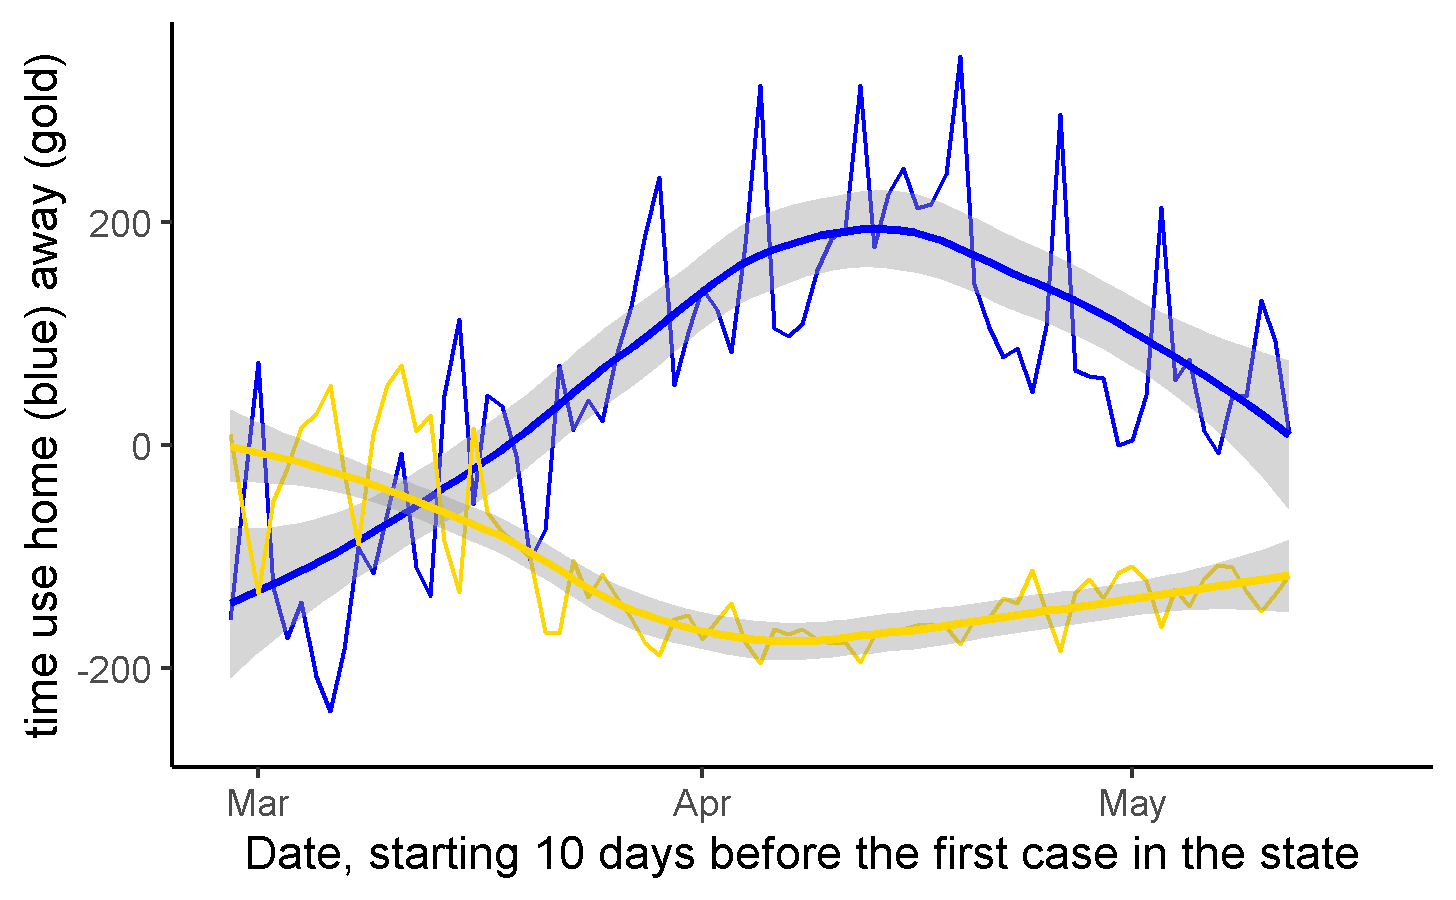 time use home (blue) away (gold)
200
0
-200
Mar Apr May
Date, starting 10 days before the first case in the state